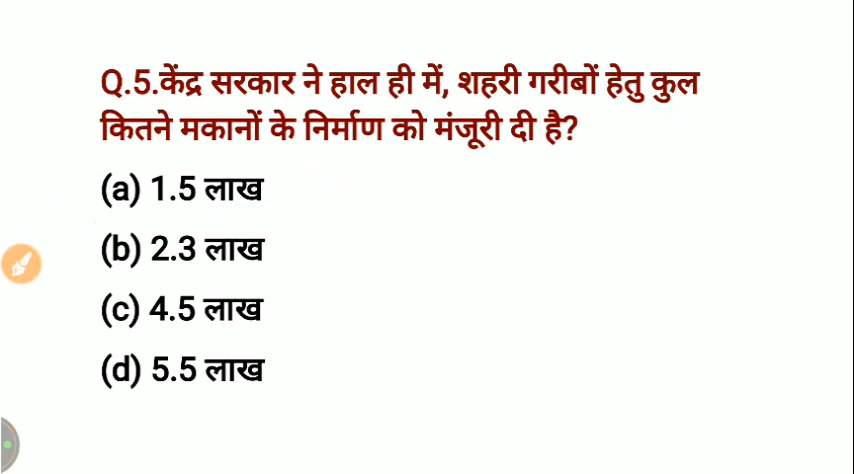 Q.5.केंद्र सरकार ने हाल ही में, शहरी गरीबों हेतु कुल
कितने मकानों के निर्माण को मंजूरी दी है?
(a) 1.5 लाख
(b) 2.3 लाख
(c) 4.5 लाख
(d) 5.5 लाख